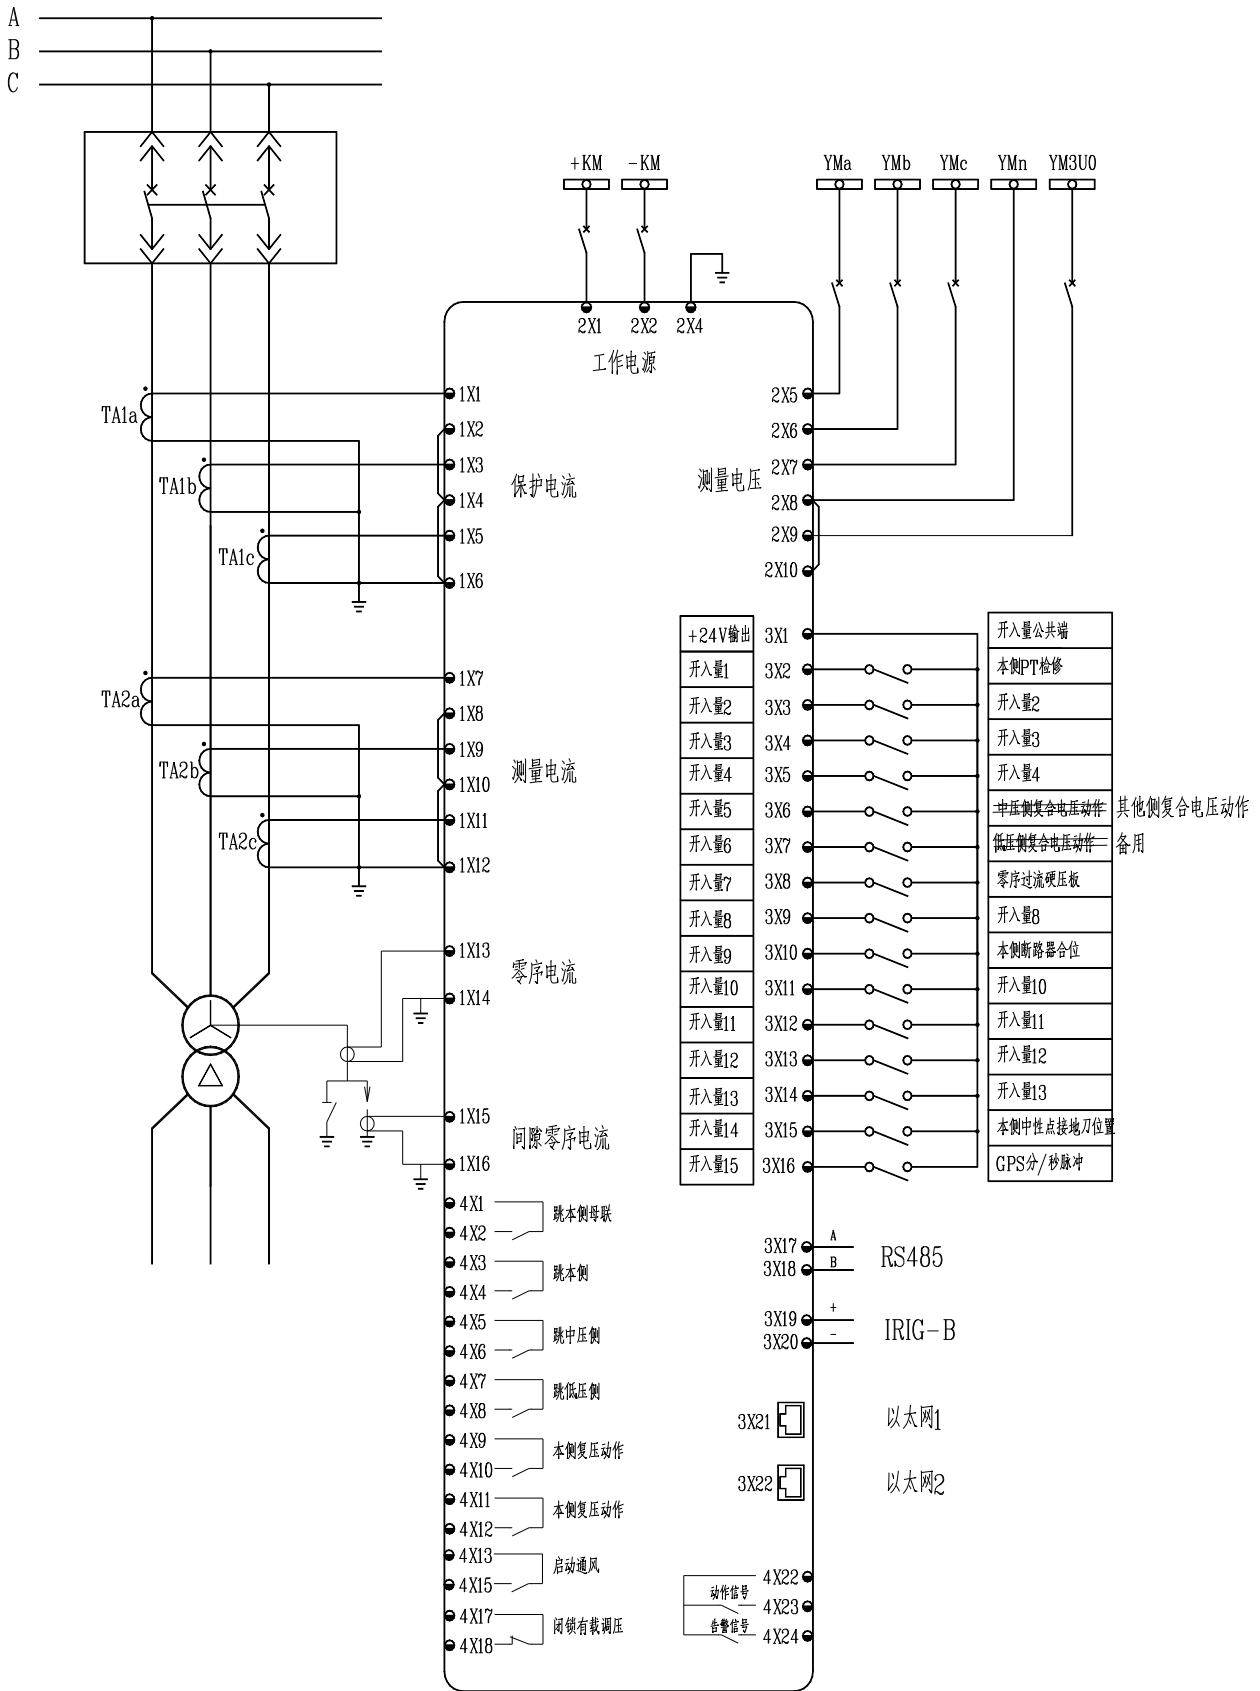 A
B
C
+KM
-KM
YMa
YMb
YMc
YMn
YM3U0
2X1
2X2
2X4
工作电源
TA1a
TA1b
TA1c
1X1
1X2
1X3
1X4
1X5
1X6
保护电流
测量电压
2X5
2X6
2X7
2X8
2X9
2X10
TA2a
TA2b
TA2c
1X7
1X8
1X9
1X10
1X11
1X12
测量电流
1X13
1X14
零序电流
1X15
1X16
间隙零序电流
+24V输出 3X1 开入量公共端
开入量1 3X2 本侧PT检修
开入量2 3X3 开入量2
开入量3 3X4 开入量3
开入量4 3X5 开入量4
开入量5 3X6 中压侧复合电压动作 其他侧复合电压动作
开入量6 3X7 低压侧复合电压动作 备用
开入量7 3X8 零序过流硬压板
开入量8 3X9 开入量8
开入量9 3X10 本侧断路器合位
开入量10 3X11 开入量10
开入量11 3X12 开入量11
开入量12 3X13 开入量12
开入量13 3X14 开入量13
开入量14 3X15 本侧中性点接地刀位置
开入量15 3X16 GPS分/秒脉冲
4X1
4X2
跳本侧母联
4X3
4X4
跳本侧
4X5
4X6
跳中压侧
4X7
4X8
跳低压侧
4X9
4X10
本侧复压动作
4X11
4X12
本侧复压动作
4X13
4X15
启动通风
4X17
4X18
闭锁有载调压
3X17 A
3X18 B
RS485
3X19 +
3X20 -
IRIG-B
3X21 以太网1
3X22 以太网2
4X22
动作信号 4X23
告警信号 4X24